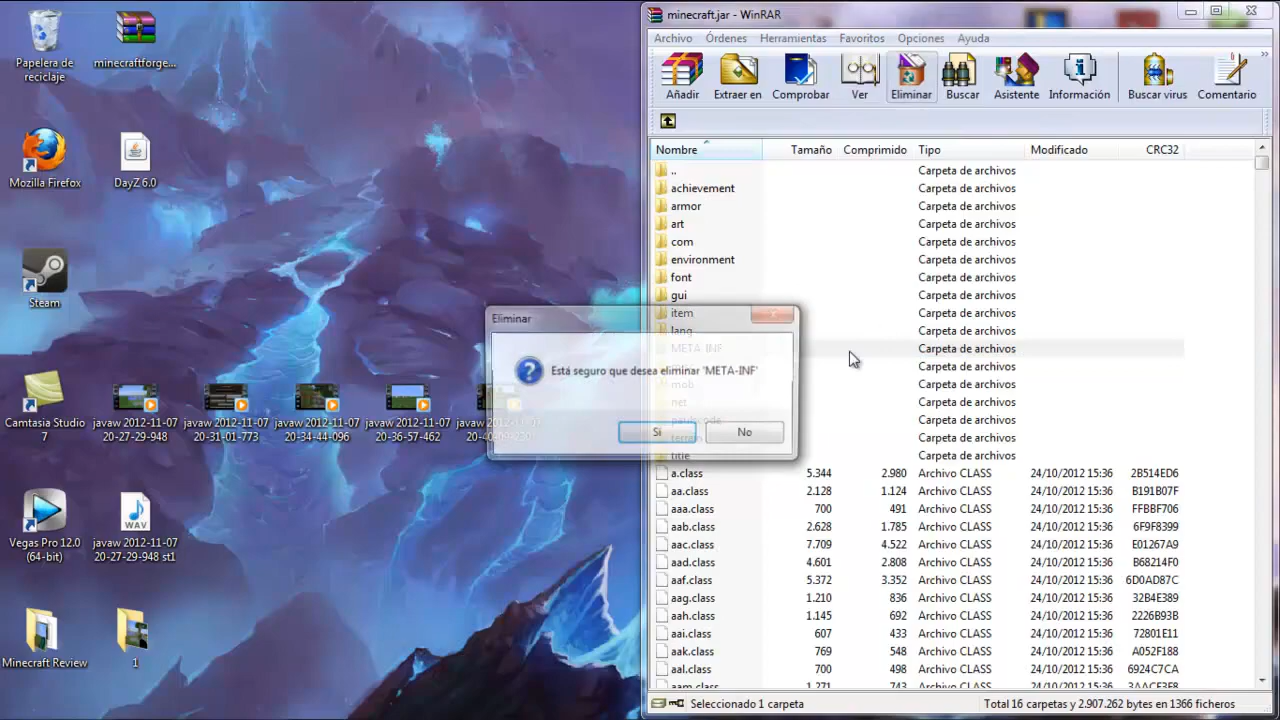 Papelera de
reciclaje
minecraftforge...
Mozilla Firefox
DayZ 6.0
Steam
Camtasia Studio
7
javaw 2012-11-07
20-27-29-948
javaw 2012-11-07
20-31-01-773
javaw 2012-11-07
20-34-44-096
javaw 2012-11-07
20-36-57-462
Vegas Pro 12.0
(64-bit)
WAV
javaw 2012-11-07
20-27-29-948 st1
Minecraft Review
1
minecraft.jar - WinRAR
Archivo Órdenes Herramientas Favoritos Opciones Ayuda
Añadir Extraer en Comprobar Ver Eliminar Buscar Asistente Información Buscar virus Comentario
Nombre Tamaño Comprimido Tipo Modificado CRC32
.. Carpeta de archivos
achievement Carpeta de archivos
armor Carpeta de archivos
art Carpeta de archivos
com Carpeta de archivos
environment Carpeta de archivos
font Carpeta de archivos
gui Carpeta de archivos
item Carpeta de archivos
lang Carpeta de archivos
META-INF Carpeta de archivos
Carpeta de archivos
mob Carpeta de archivos
net Carpeta de archivos
Carpeta de archivos
terrain Carpeta de archivos
title Carpeta de archivos
a.class 5.344 2.980 Archivo CLASS 24/10/2012 15:36 2B514ED6
aa.class 2.128 1.124 Archivo CLASS 24/10/2012 15:36 B191B07F
aaa.class 700 491 Archivo CLASS 24/10/2012 15:36 FFBBF706
aab.class 2.628 1.785 Archivo CLASS 24/10/2012 15:36 6F9F8399
aac.class 7.709 4.522 Archivo CLASS 24/10/2012 15:36 E01267A9
aad.class 4.601 2.808 Archivo CLASS 24/10/2012 15:36 B68214F0
aaf.class 5.372 3.352 Archivo CLASS 24/10/2012 15:36 6D0AD87C
aag.class 1.210 836 Archivo CLASS 24/10/2012 15:36 32B4E389
aah.class 1.145 692 Archivo CLASS 24/10/2012 15:36 2226B93B
aai.class 607 433 Archivo CLASS 24/10/2012 15:36 72801E11
aak.class 769 548 Archivo CLASS 24/10/2012 15:36 A052F188
aal.class 700 498 Archivo CLASS 24/10/2012 15:36 6924C7CA
aam.class 1.271 743 Archivo CLASS 24/10/2012 15:36 3AACF3F8
Seleccionado 1 carpeta Total 16 carpetas y 2.907.262 bytes en 1366 ficheros
Eliminar
Está seguro que desea eliminar 'META-INF'
Sí No